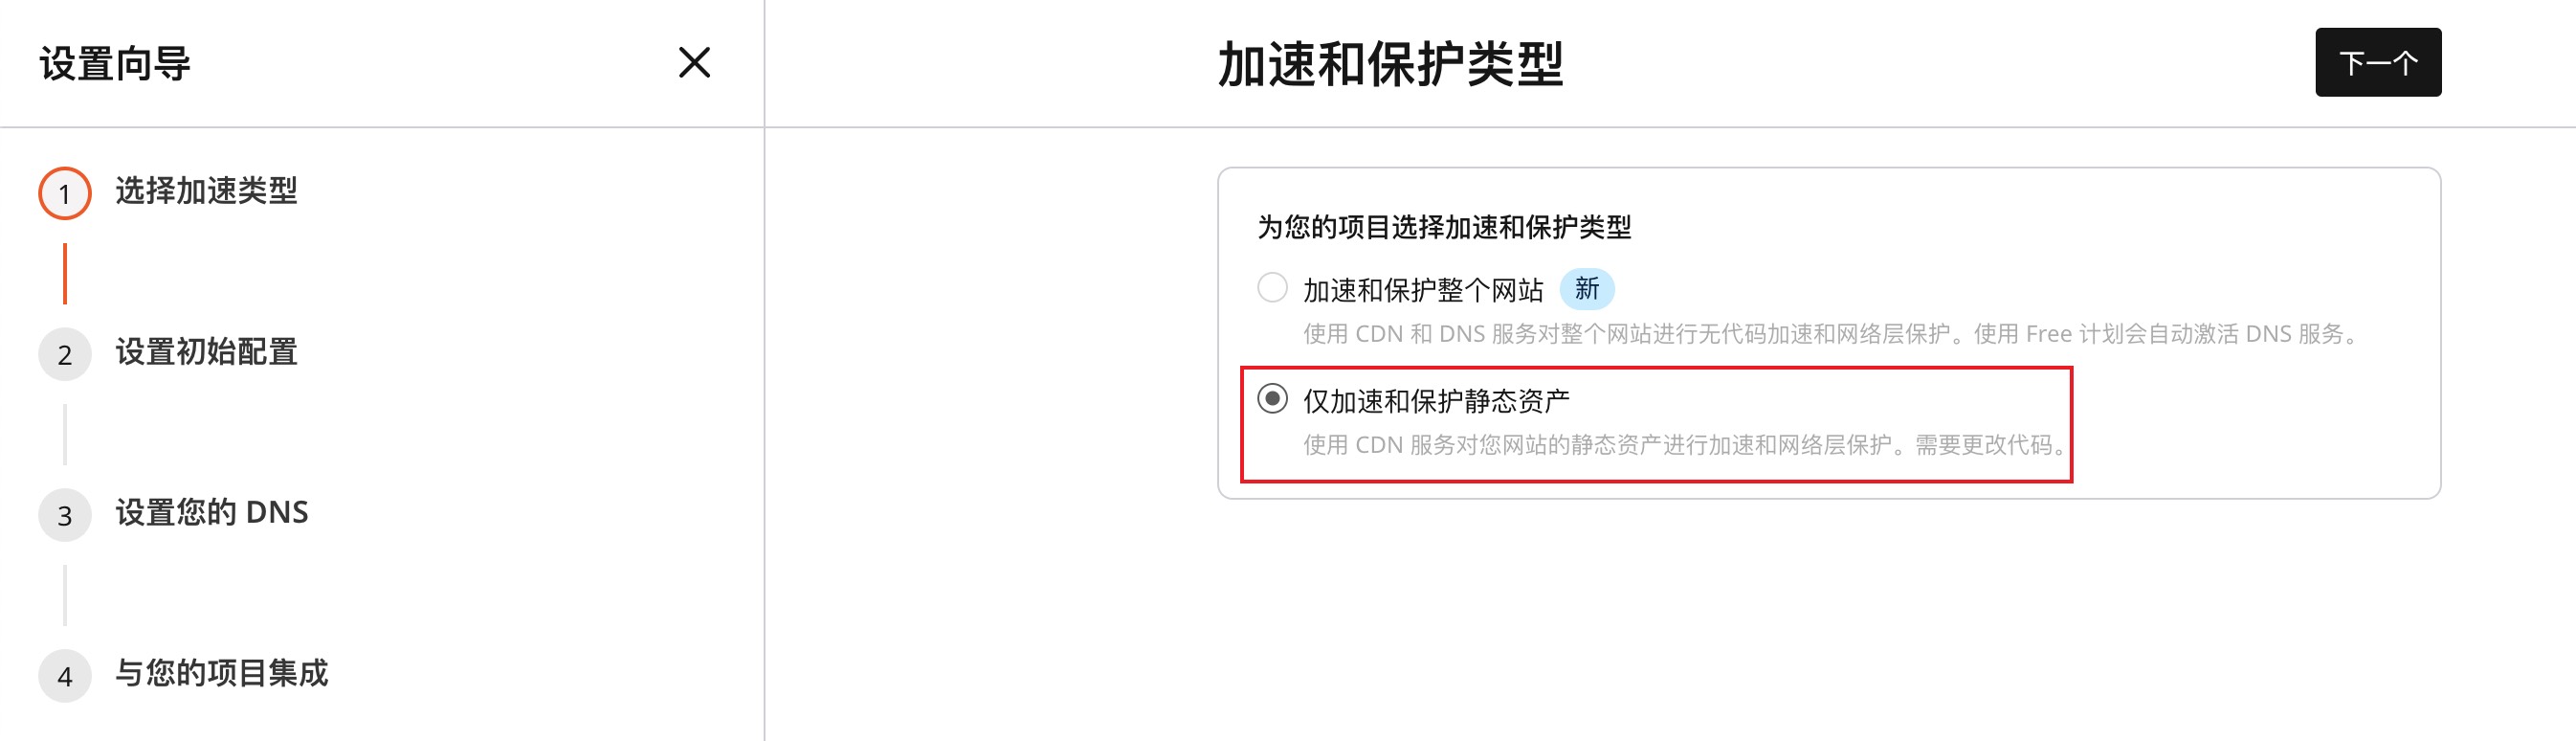 设置向导
加速和保护类型
下一个
1 选择加速类型
2 设置初始配置
3 设置您的 DNS
4 与您的项目集成
为您的项目选择加速和保护类型
加速和保护整个网站 新
使用 CDN 和 DNS 服务对整个网站进行无代码加速和网络层保护。使用 Free 计划会自动激活 DNS 服务。
仅加速和保护静态资产
使用 CDN 服务对您网站的静态资产进行加速和网络层保护。需要更改代码。